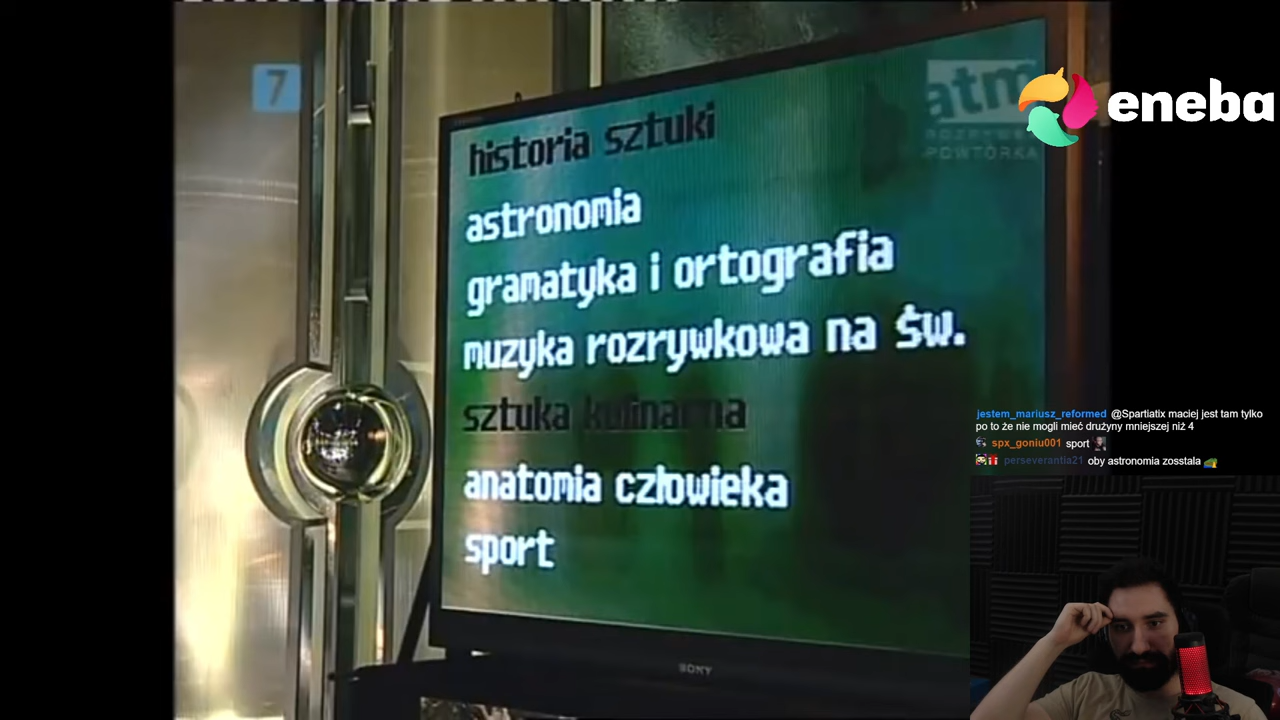 7
atm
ROZRYWKA
POWTÓRKA
eneba
historia sztuki
astronomia
gramatyka i ortografia
muzyka rozrywkowa na św.
sztuka kulinarna
anatomia człowieka
sport
SONY
jestem_mariusz_reformed @Spartiatix maciej jest tam tylko
po to że nie mogli mieć drużyny mniejszej niż 4
spx_goniu001 sport
perseverantia21 oby astronomia zosstala